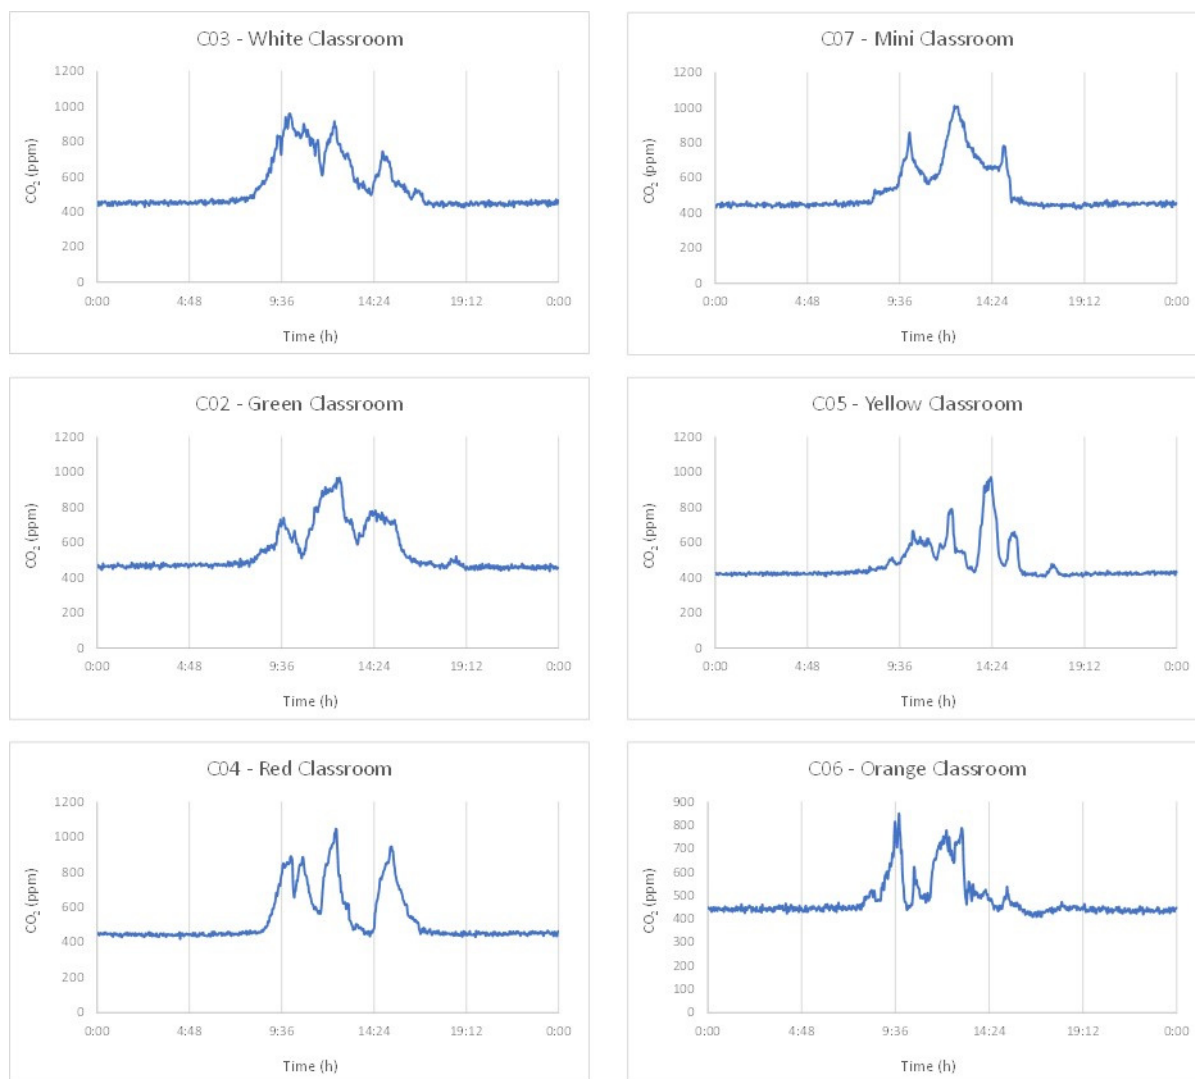 C03 - White Classroom
1200
1000
800
600
400
200
0
CO₂ (ppm)
0:00 4:48 9:36 14:24 19:12 0:00
Time (h)
C07 - Mini Classroom
1200
1000
800
600
400
200
0
CO₂ (ppm)
0:00 4:48 9:36 14:24 19:12 0:00
Time (h)
C02 - Green Classroom
1200
1000
800
600
400
200
0
CO₂ (ppm)
0:00 4:48 9:36 14:24 19:12 0:00
Time (h)
C05 - Yellow Classroom
1200
1000
800
600
400
200
0
CO₂ (ppm)
0:00 4:48 9:36 14:24 19:12 0:00
Time (h)
C04 - Red Classroom
1200
1000
800
600
400
200
0
CO₂ (ppm)
0:00 4:48 9:36 14:24 19:12 0:00
Time (h)
C06 - Orange Classroom
900
800
700
600
500
400
300
200
100
0
CO₂ (ppm)
0:00 4:48 9:36 14:24 19:12 0:00
Time (h)